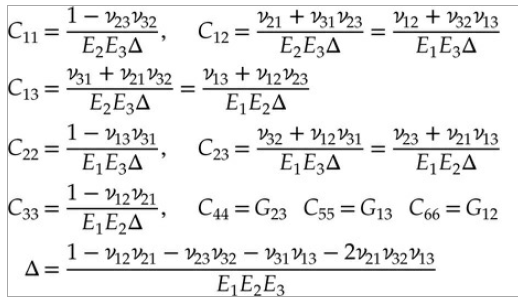 C₁₁ = (1 − ν₂₃ν₃₂)/(E₂E₃Δ),  C₁₂ = (ν₂₁ + ν₃₁ν₂₃)/(E₂E₃Δ) = (ν₁₂ + ν₃₂ν₁₃)/(E₁E₃Δ)
C₁₃ = (ν₃₁ + ν₂₁ν₃₂)/(E₂E₃Δ) = (ν₁₃ + ν₁₂ν₂₃)/(E₁E₂Δ)
C₂₂ = (1 − ν₁₃ν₃₁)/(E₁E₃Δ),  C₂₃ = (ν₃₂ + ν₁₂ν₃₁)/(E₁E₃Δ) = (ν₂₃ + ν₂₁ν₁₃)/(E₁E₂Δ)
C₃₃ = (1 − ν₁₂ν₂₁)/(E₁E₂Δ),  C₄₄ = G₂₃  C₅₅ = G₁₃  C₆₆ = G₁₂
Δ = (1 − ν₁₂ν₂₁ − ν₂₃ν₃₂ − ν₃₁ν₁₃ − 2ν₂₁ν₃₂ν₁₃)/(E₁E₂E₃)